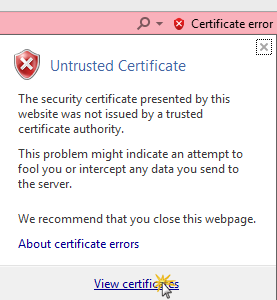 Certificate error
Untrusted Certificate
The security certificate presented by this
website was not issued by a trusted
certificate authority.
This problem might indicate an attempt to
fool you or intercept any data you send to
the server.
We recommend that you close this webpage.
About certificate errors
View certificates